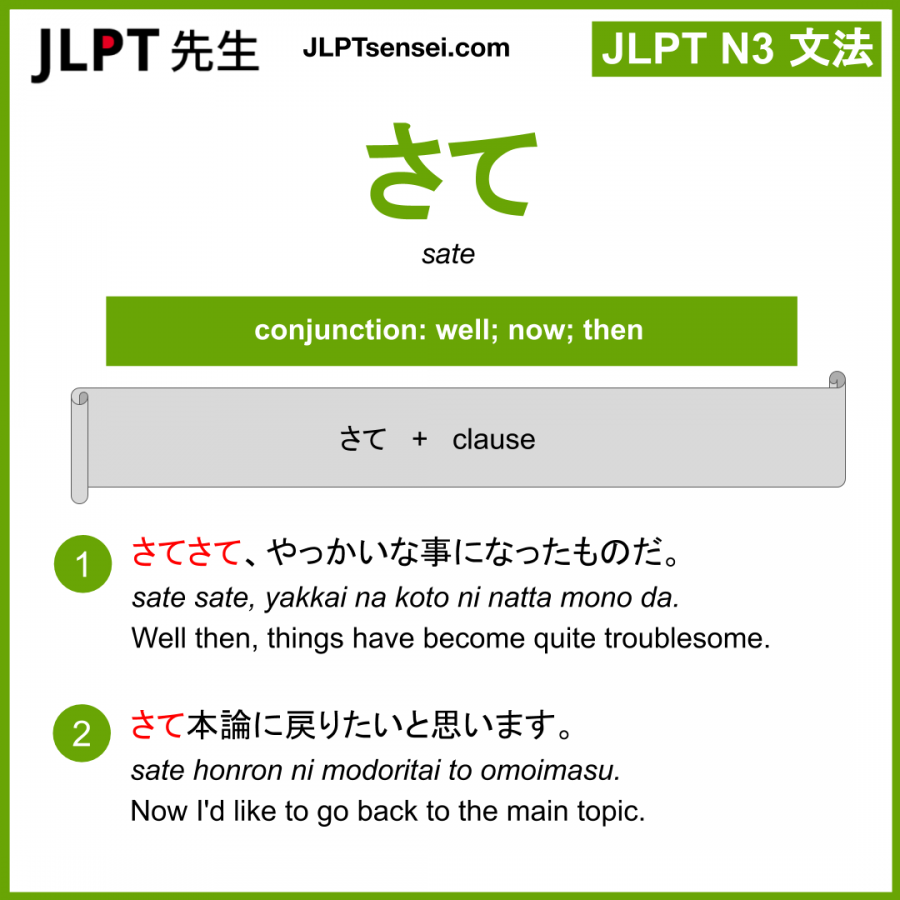 JLPT 先生
JLPTsensei.com
JLPT N3 文法
さて
sate
conjunction: well; now; then
さて + clause
1
さてさて、やっかいな事になったものだ。
sate sate, yakkai na koto ni natta mono da.
Well then, things have become quite troublesome.
2
さて本論に戻りたいと思います。
sate honron ni modoritai to omoimasu.
Now I'd like to go back to the main topic.